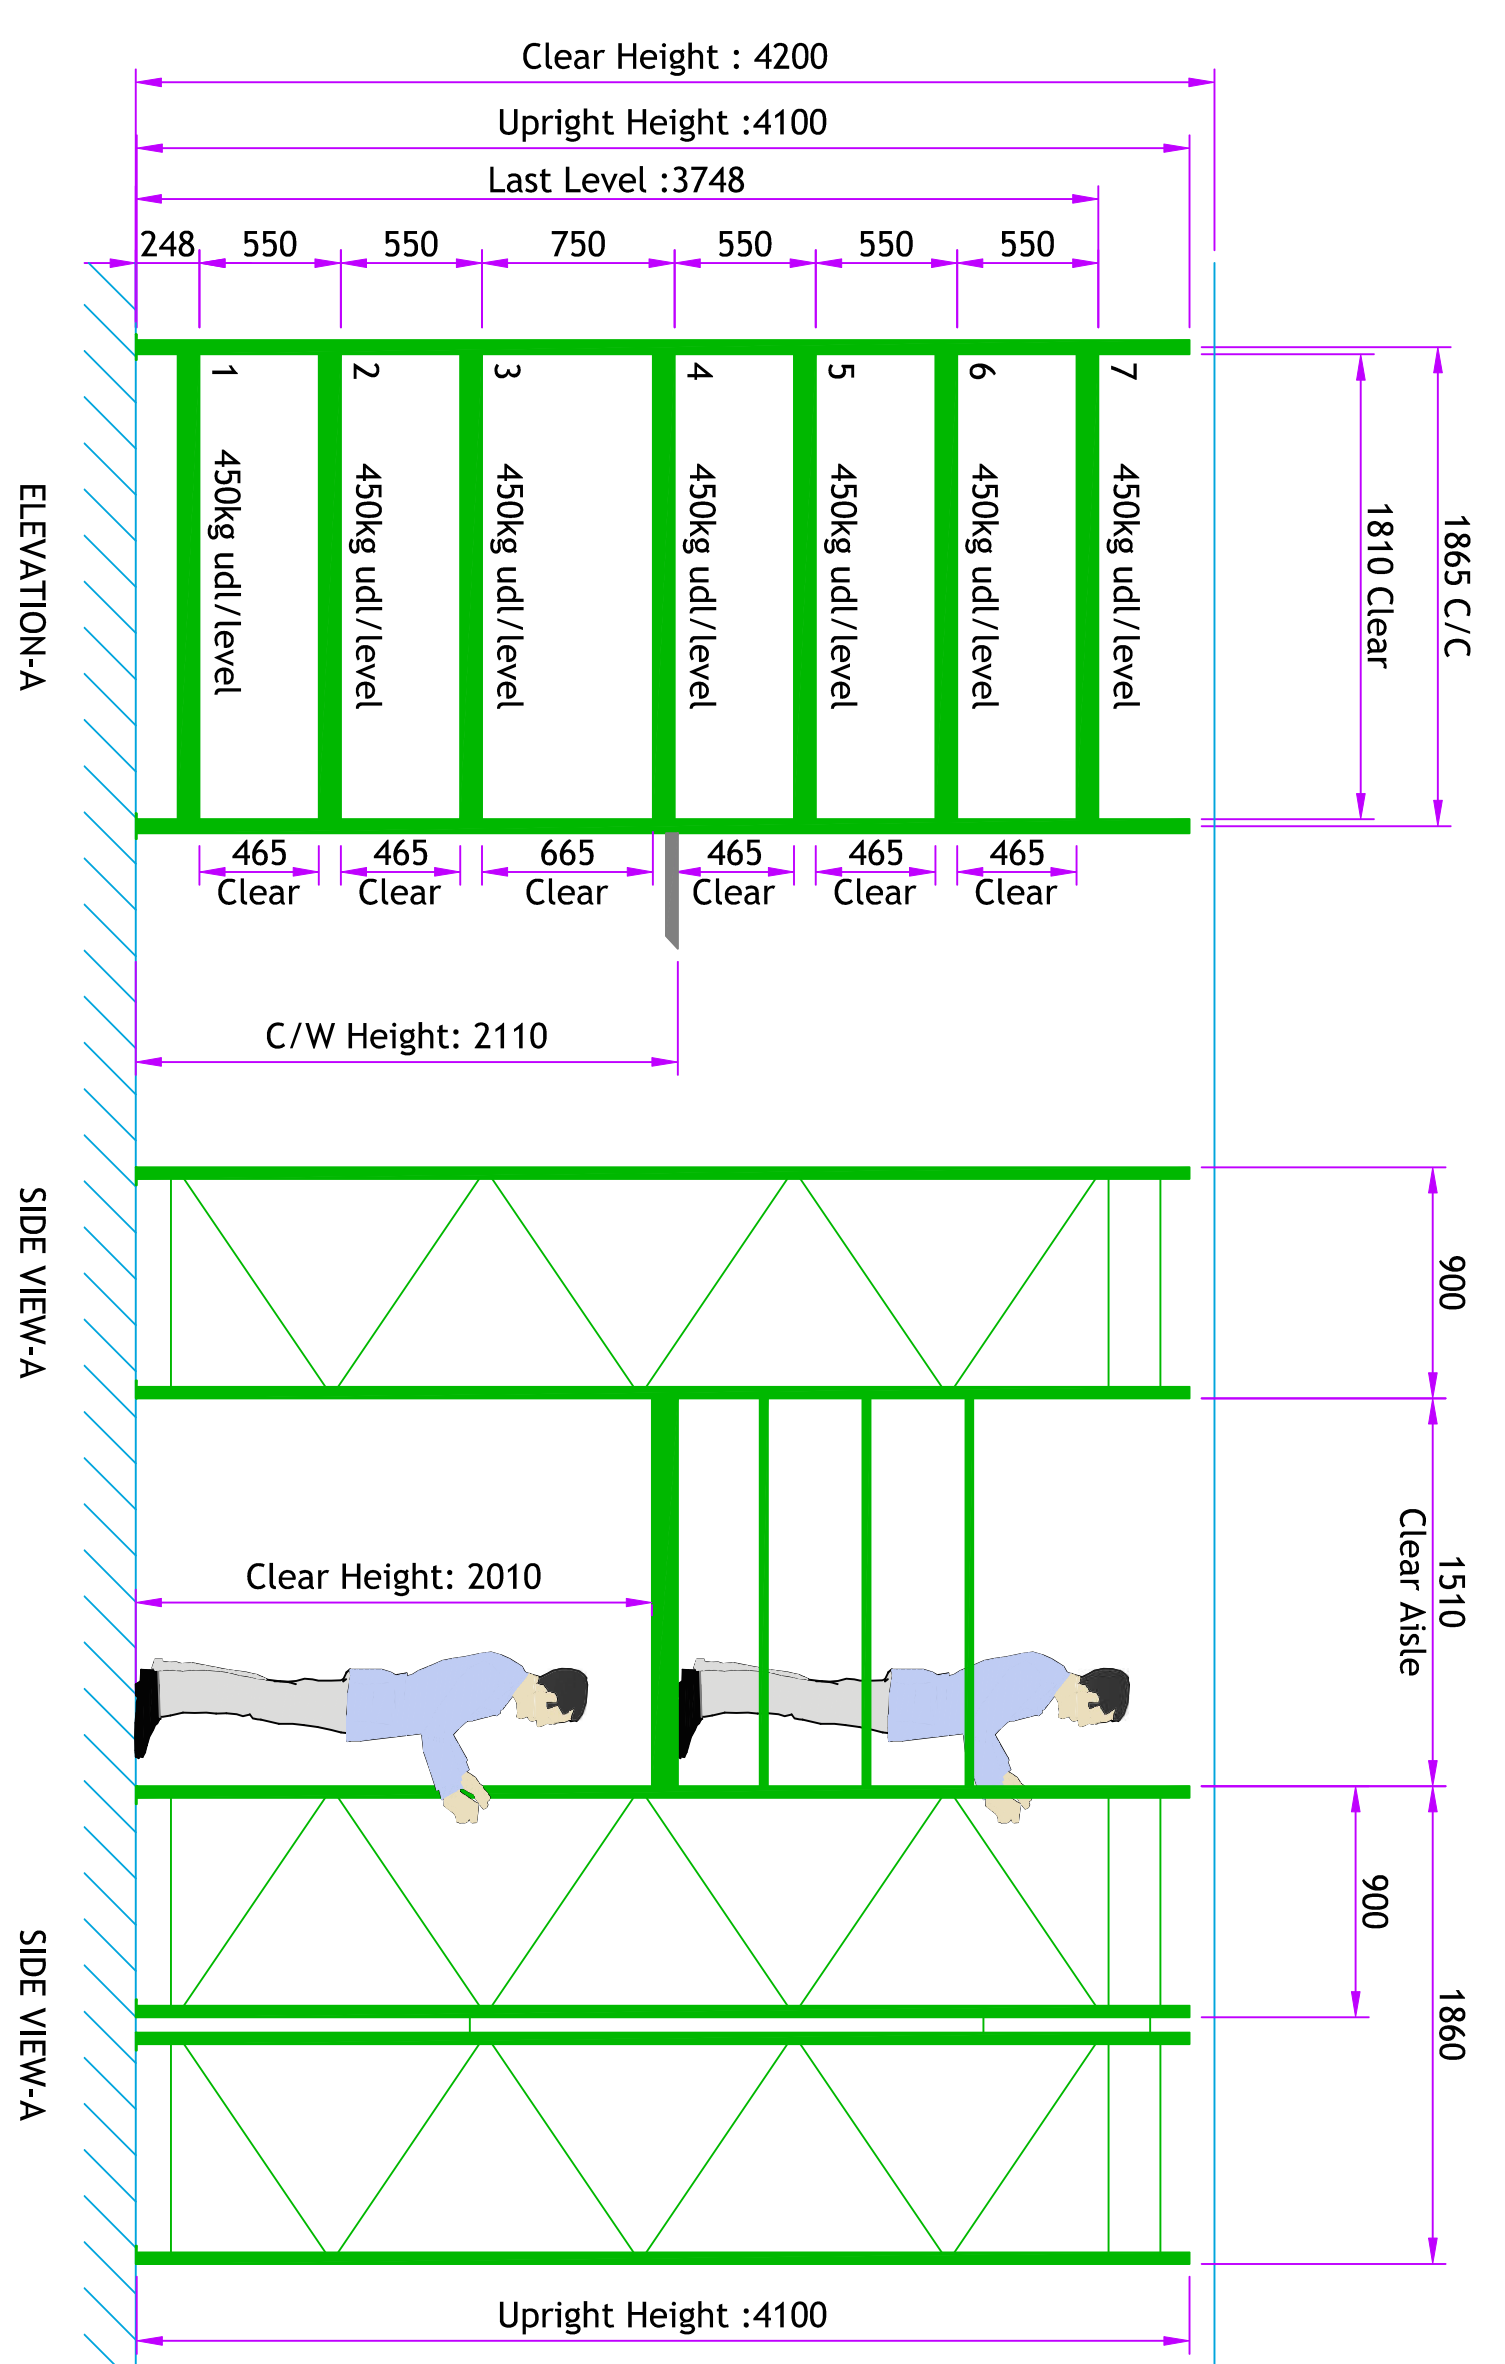 Clear Height : 4200
Upright Height :4100
Last Level :3748
248
550
550
750
550
550
550
1
2
3
4
5
6
7
450kg udl/level
450kg udl/level
450kg udl/level
450kg udl/level
450kg udl/level
450kg udl/level
450kg udl/level
1810 Clear
1865 C/C
ELEVATION-A
465
Clear
465
Clear
665
Clear
465
Clear
465
Clear
465
Clear
C/W Height: 2110
SIDE VIEW-A
900
1510
Clear Aisle
Clear Height: 2010
900
1860
SIDE VIEW-A
Upright Height :4100